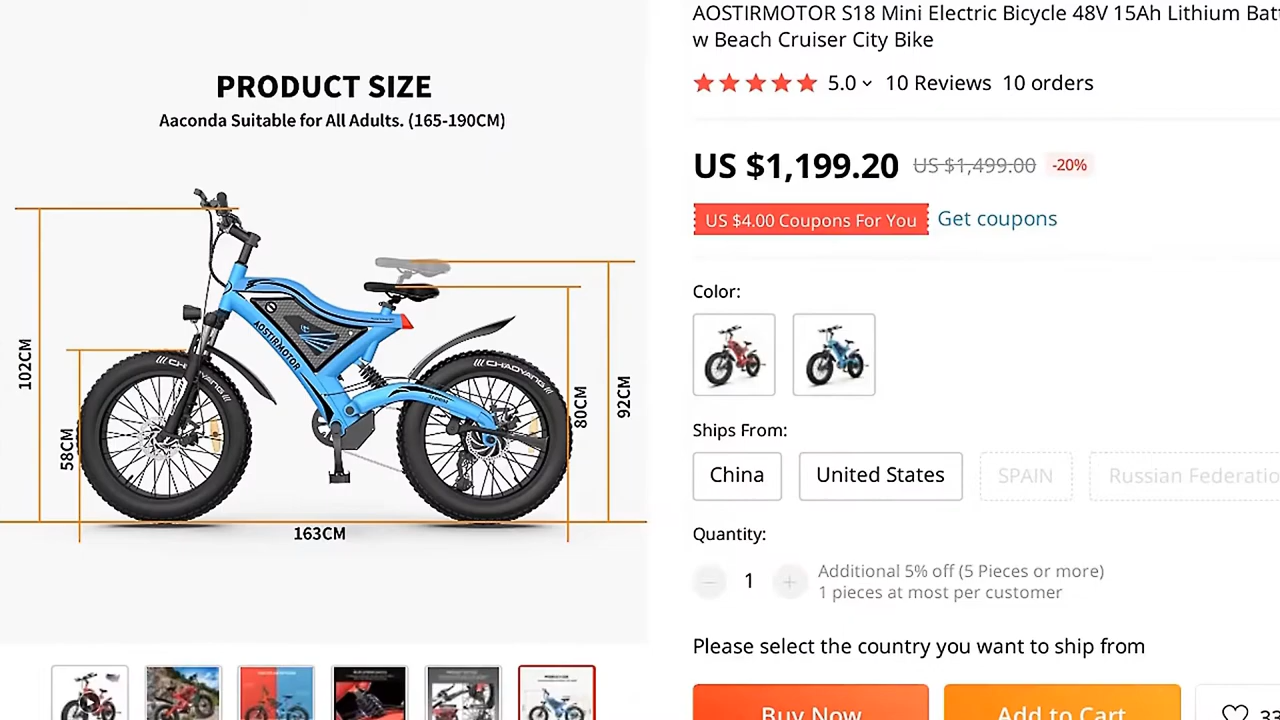 PRODUCT SIZE
Aaconda Suitable for All Adults. (165-190CM)
102CM
58CM
AOSTIRMOTOR
CHAOYANG
CHAOYANG
80CM
92CM
163CM
AOSTIRMOTOR S18 Mini Electric Bicycle 48V 15Ah Lithium Batt
w Beach Cruiser City Bike
5.0 10 Reviews 10 orders
US $1,199.20 US $1,499.00 -20%
US $4.00 Coupons For You Get coupons
Color:
Ships From:
China United States SPAIN Russian Federatio
Quantity:
1 Additional 5% off (5 Pieces or more)
1 pieces at most per customer
Please select the country you want to ship from
Buy Now Add to Cart